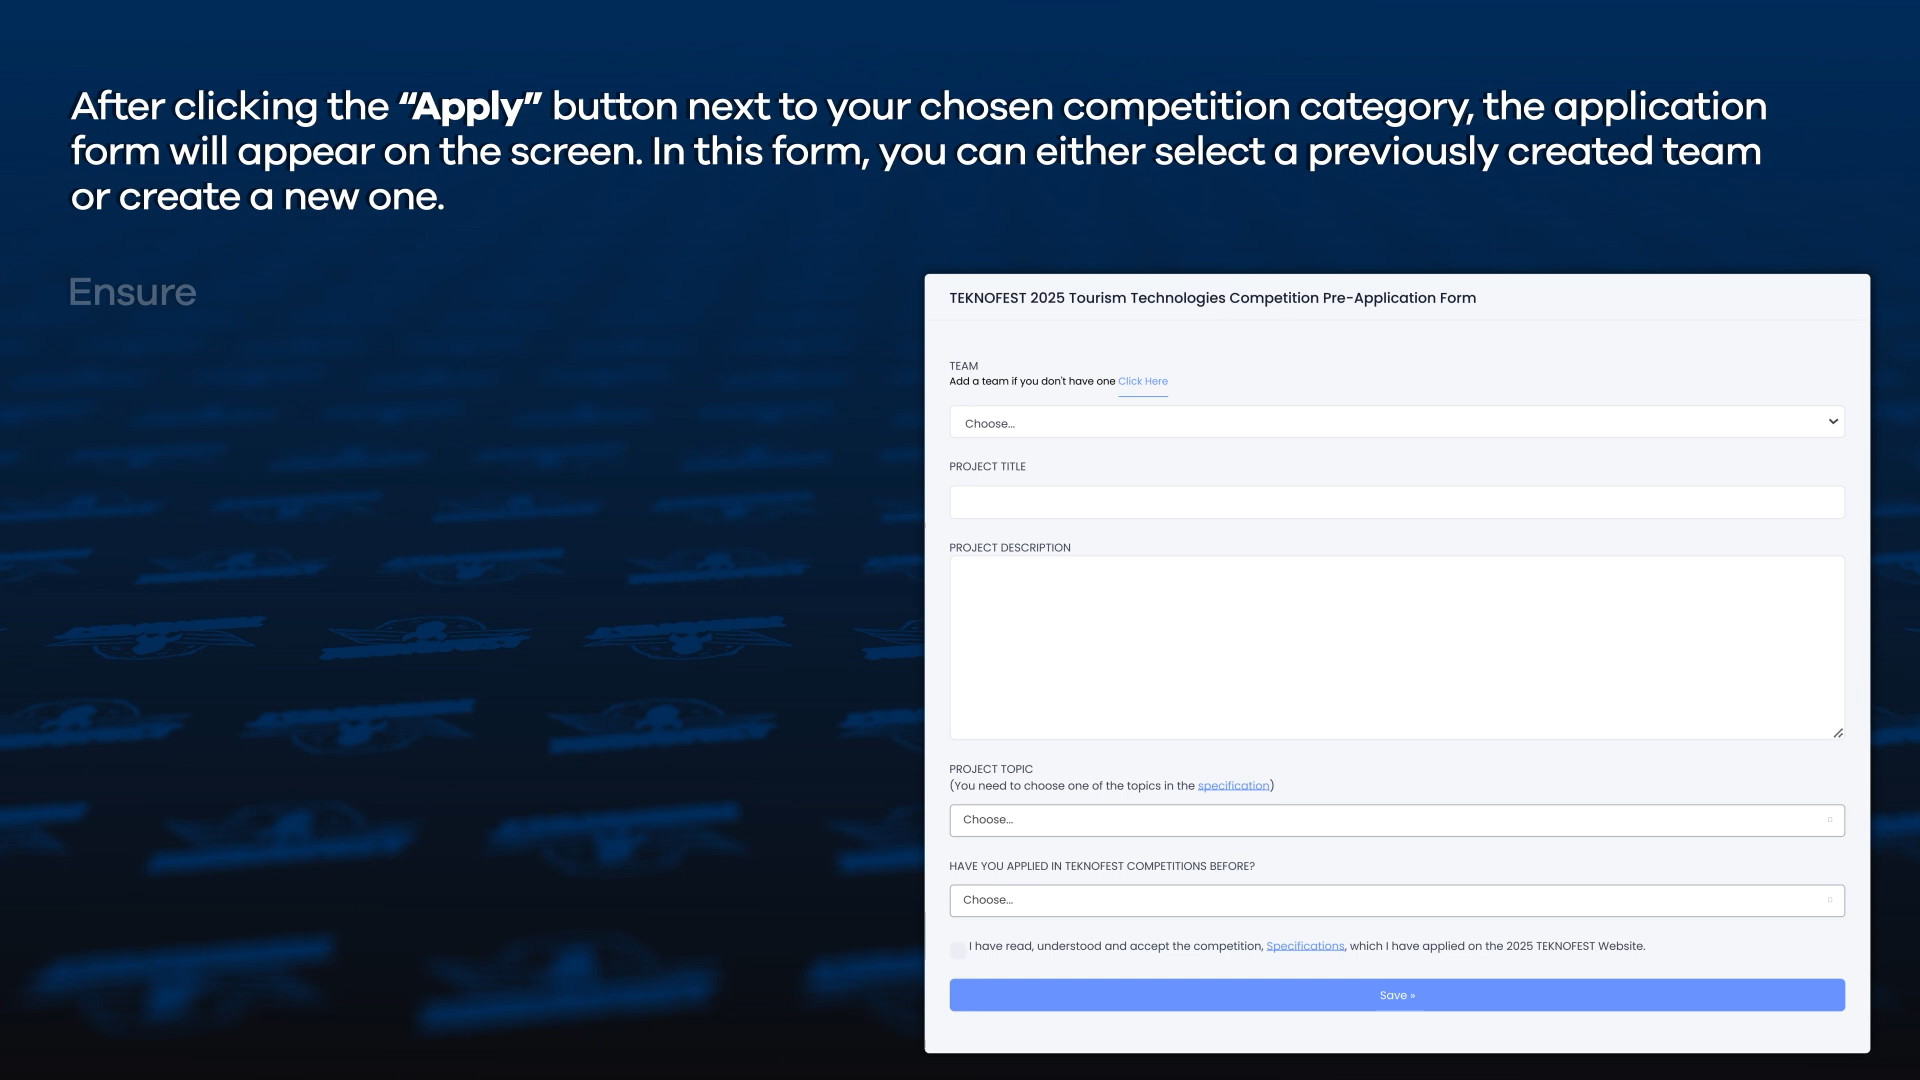 After clicking the “Apply” button next to your chosen competition category, the application
form will appear on the screen. In this form, you can either select a previously created team
or create a new one.
Ensure
TEKNOFEST 2025 Tourism Technologies Competition Pre-Application Form
TEAM
Add a team if you don't have one Click Here
Choose...
PROJECT TITLE
PROJECT DESCRIPTION
PROJECT TOPIC
(You need to choose one of the topics in the specification)
Choose...
HAVE YOU APPLIED IN TEKNOFEST COMPETITIONS BEFORE?
Choose...
I have read, understood and accept the competition, Specifications, which I have applied on the 2025 TEKNOFEST Website.
Save »